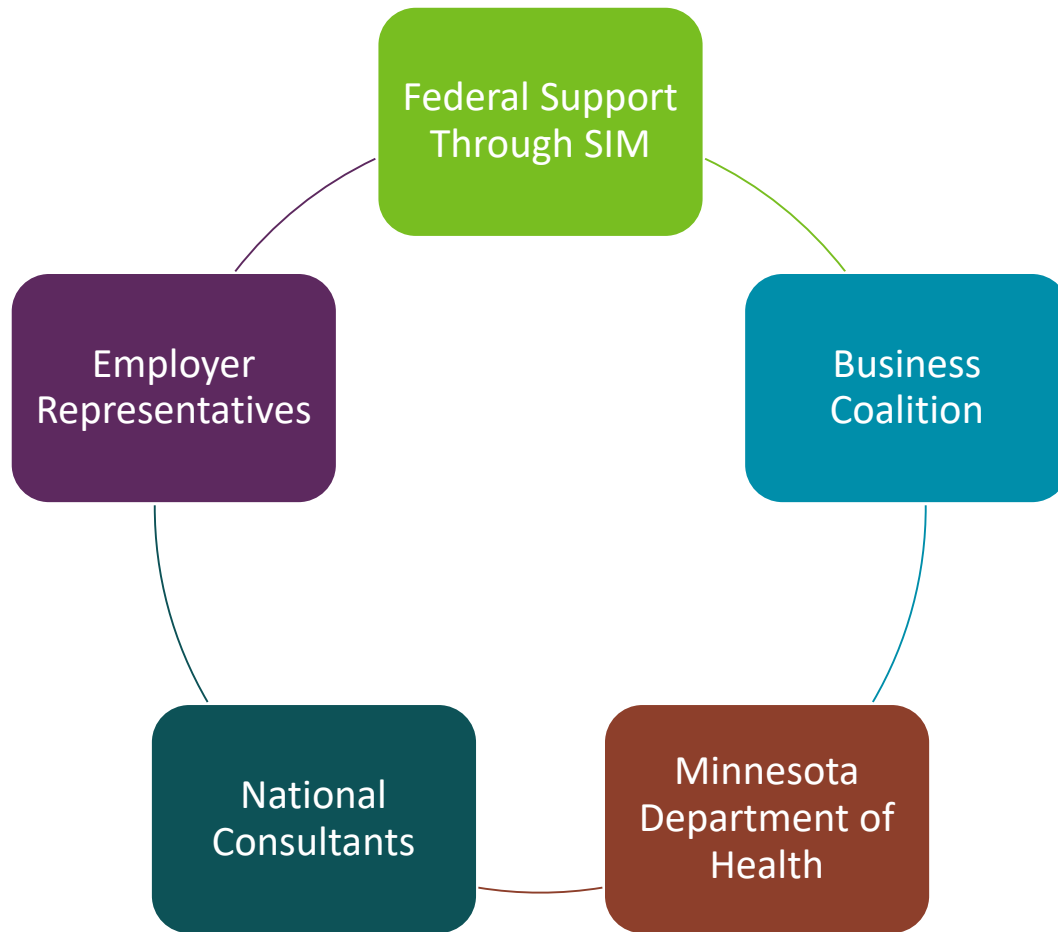 Federal Support
Through SIM
Business
Coalition
Minnesota
Department of
Health
National
Consultants
Employer
Representatives